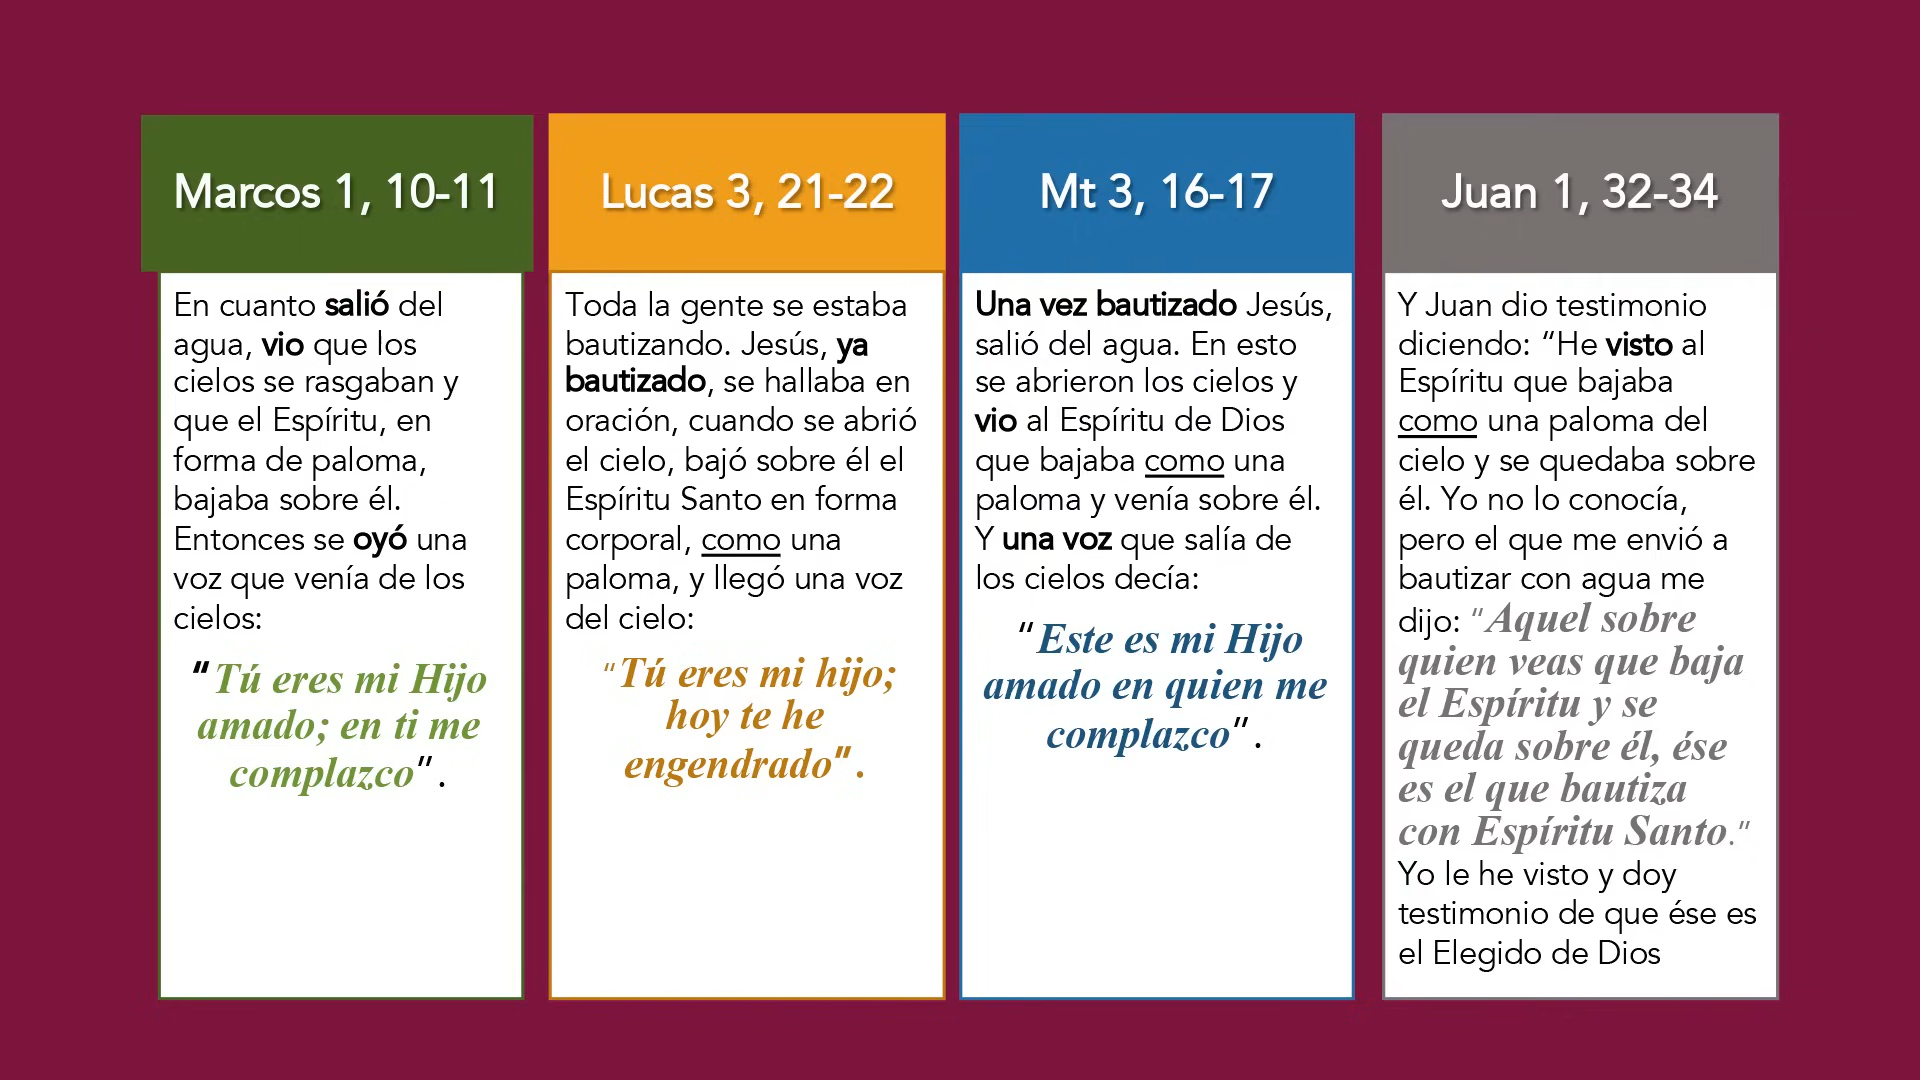 Marcos 1, 10-11
En cuanto salió del
agua, vio que los
cielos se rasgaban y
que el Espíritu, en
forma de paloma,
bajaba sobre él.
Entonces se oyó una
voz que venía de los
cielos:
"Tú eres mi Hijo
amado; en ti me
complazco".
Lucas 3, 21-22
Toda la gente se estaba
bautizando. Jesús, ya
bautizado, se hallaba en
oración, cuando se abrió
el cielo, bajó sobre él el
Espíritu Santo en forma
corporal, como una
paloma, y llegó una voz
del cielo:
"Tú eres mi hijo;
hoy te he
engendrado".
Mt 3, 16-17
Una vez bautizado Jesús,
salió del agua. En esto
se abrieron los cielos y
vio al Espíritu de Dios
que bajaba como una
paloma y venía sobre él.
Y una voz que salía de
los cielos decía:
"Este es mi Hijo
amado en quien me
complazco".
Juan 1, 32-34
Y Juan dio testimonio
diciendo: “He visto al
Espíritu que bajaba
como una paloma del
cielo y se quedaba sobre
él. Yo no lo conocía,
pero el que me envió a
bautizar con agua me
dijo: "Aquel sobre
quien veas que baja
el Espíritu y se
queda sobre él, ése
es el que bautiza
con Espíritu Santo."
Yo le he visto y doy
testimonio de que ése es
el Elegido de Dios